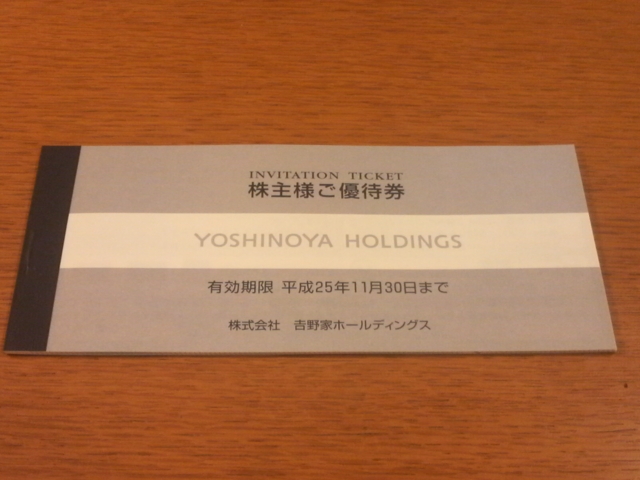 INVITATION TICKET
株主様ご優待券
YOSHINOYA HOLDINGS
有効期限 平成25年11月30日まで
株式会社 𠮷野家ホールディングス